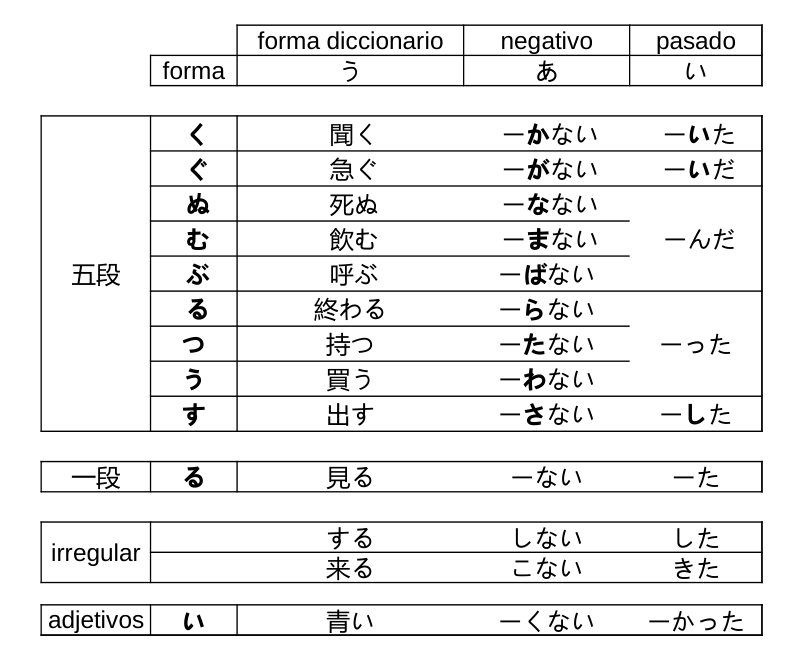 forma diccionario negativo pasado
forma う あ い
く 聞く ーかない ーいた
ぐ 急ぐ ーがない ーいだ
ぬ 死ぬ ーなない
む 飲む ーまない ーんだ
五段 ぶ 呼ぶ ーばない
る 終わる ーらない
つ 持つ ーたない ーった
う 買う ーわない
す 出す ーさない ーした
一段 る 見る ーない ーた
irregular する しない した
来る こない きた
adjetivos い 青い ーくない ーかった